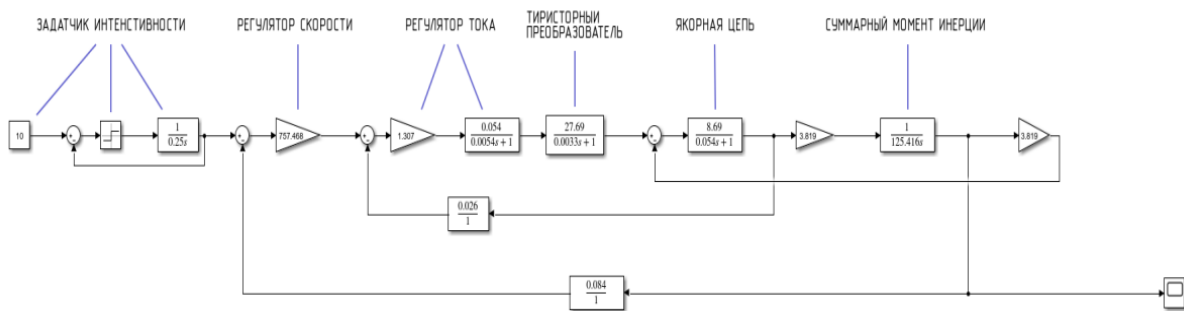 ЗАДАТЧИК ИНТЕНСТИВНОСТИ
РЕГУЛЯТОР СКОРОСТИ
РЕГУЛЯТОР ТОКА
ТИРИСТОРНЫЙ
ПРЕОБРАЗОВАТЕЛЬ
ЯКОРНАЯ ЦЕПЬ
СУММАРНЫЙ МОМЕНТ ИНЕРЦИИ
10
1
0.25s
757.468
1.307
0.054
0.0054s + 1
27.69
0.0033s + 1
8.69
0.054s + 1
3.819
1
125.416s
3.819
0.026
1
0.084
1